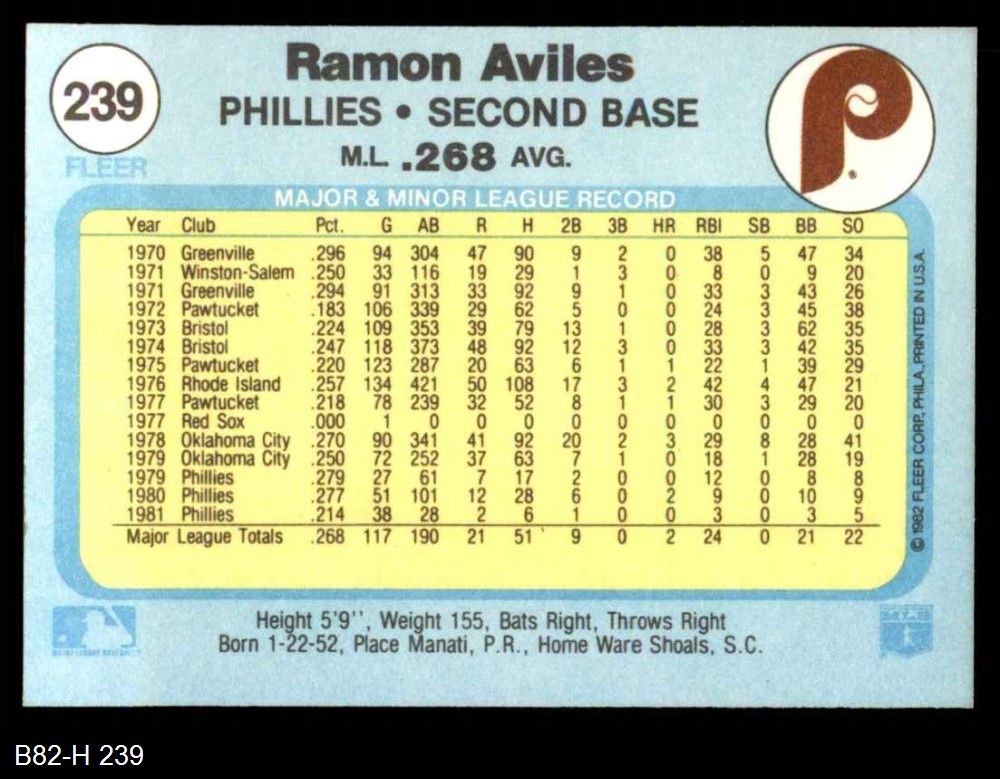 239
Ramon Aviles
PHILLIES • SECOND BASE
M.L. .268 AVG.
FLEER
MAJOR & MINOR LEAGUE RECORD
Year Club Pct. G AB R H 2B 3B HR RBI SB BB SO
1970 Greenville .296 94 304 47 90 9 2 0 38 5 47 34
1971 Winston-Salem .250 33 116 19 29 1 3 0 8 0 9 20
1971 Greenville .294 91 313 33 92 9 1 0 33 3 43 26
1972 Pawtucket .183 106 339 29 62 5 0 0 24 3 45 38
1973 Bristol .224 109 353 39 79 13 1 0 28 3 62 35
1974 Bristol .247 118 373 48 92 12 3 0 33 3 42 35
1975 Pawtucket .220 123 287 20 63 6 1 1 22 1 39 29
1976 Rhode Island .257 134 421 50 108 17 3 2 42 4 47 21
1977 Pawtucket .218 78 239 32 52 8 1 1 30 3 29 20
1977 Red Sox .000 1 0 0 0 0 0 0 0 0 0 0
1978 Oklahoma City .270 90 341 41 92 20 2 3 29 8 28 41
1979 Oklahoma City .250 72 252 37 63 7 1 0 18 1 28 19
1979 Phillies .279 27 61 7 17 2 0 0 12 0 8 8
1980 Phillies .277 51 101 12 28 6 0 2 9 0 10 9
1981 Phillies .214 38 28 2 6 1 0 0 3 0 3 5
Major League Totals .268 117 190 21 51 9 0 2 24 0 21 22
© 1982 FLEER CORP., PHILA., PRINTED IN U.S.A.
Height 5'9'', Weight 155, Bats Right, Throws Right
Born 1-22-52, Place Manati, P.R., Home Ware Shoals, S.C.
B82-H 239